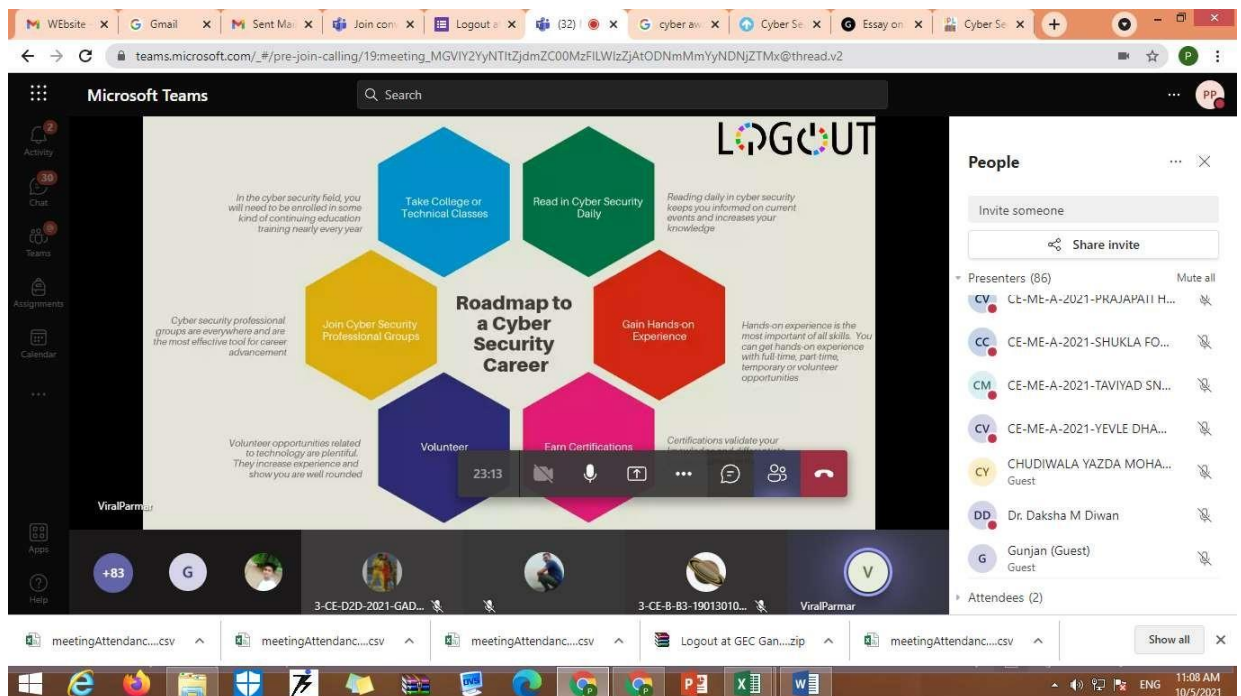 WEbsite
Gmail
Sent Ma
Join con
Logout a
(32)
cyber aw
Cyber Se
Essay on
Cyber Se
teams.microsoft.com/_#/pre-join-calling/19:meeting_MGVlY2YyNTItZjdmZC00MzFlLWIzZjAtODNmMmYyNDNjZTMx@thread.v2
P
Microsoft Teams
Search
PP
2
Activity
30
Chat
Teams
Assignments
Calendar
Apps
Help
LOGOUT
In the cyber security field, you
will need to be enrolled in some
kind of continuing education
training nearly every year
Take College or
Technical Classes
Read in Cyber Security
Daily
Reading daily in cyber security
keeps you informed on current
events and increases your
knowledge
Cyber security professional
groups are everywhere and are
the most effective tool for career
advancement
Join Cyber Security
Professional Groups
Roadmap to
a Cyber
Security
Career
Gain Hands-on
Experience
Hands-on experience is the
most important of all skills. You
can get hands-on experience
with full-time, part-time,
temporary or volunteer
opportunities
Volunteer opportunities related
to technology are plentiful.
They increase experience and
show you are well rounded
Volunteer
Earn Certifications
Certifications validate your
23:13
ViralParmar
+83
G
3-CE-D2D-2021-GAD...
3-CE-B-B3-19013010...
V
ViralParmar
People
Invite someone
Share invite
Presenters (86)
Mute all
CV
CE-ME-A-2021-PRAJAPATI H...
CC
CE-ME-A-2021-SHUKLA FO...
CM
CE-ME-A-2021-TAVIYAD SN...
CV
CE-ME-A-2021-YEVLE DHA...
CY
CHUDIWALA YAZDA MOHA...
Guest
DD
Dr. Daksha M Diwan
G
Gunjan (Guest)
Guest
Attendees (2)
meetingAttendanc....csv
meetingAttendanc....csv
meetingAttendanc....csv
Logout at GEC Gan....zip
meetingAttendanc....csv
Show all
ENG
11:08 AM
10/5/2021